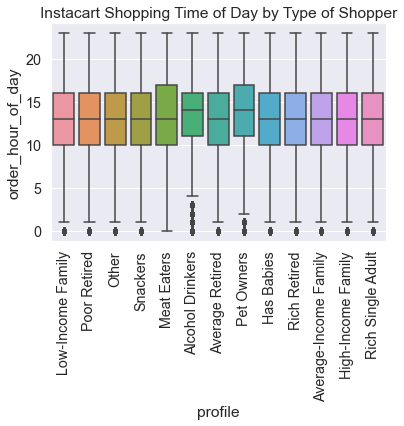 Instacart Shopping Time of Day by Type of Shopper
order_hour_of_day
20
15
10
5
0
Low-Income Family
Poor Retired
Other
Snackers
Meat Eaters
Alcohol Drinkers
Average Retired
Pet Owners
Has Babies
Rich Retired
Average-Income Family
High-Income Family
Rich Single Adult
profile